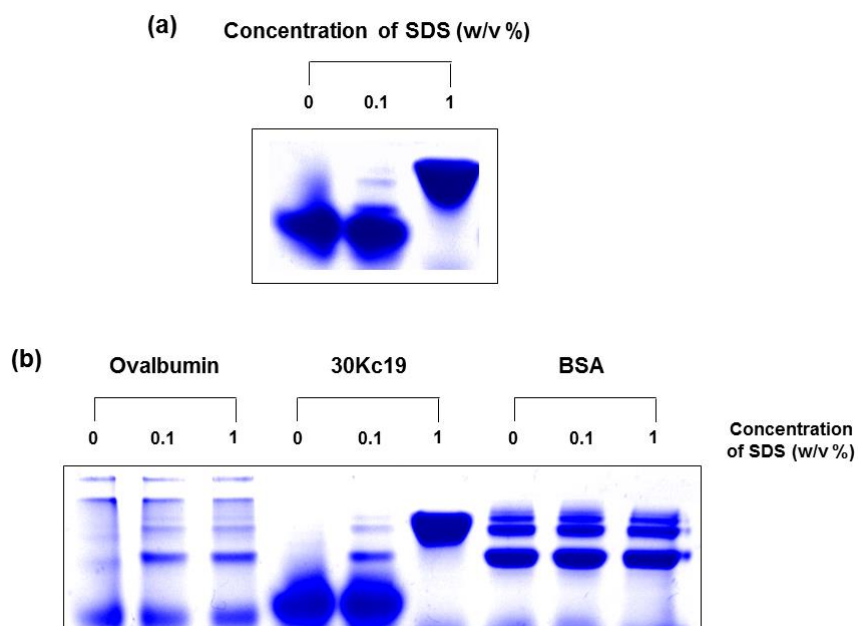 (a)
Concentration of SDS (w/v %)
0 0.1 1
(b)
Ovalbumin 30Kc19 BSA
0 0.1 1 0 0.1 1 0 0.1 1
Concentration
of SDS (w/v %)